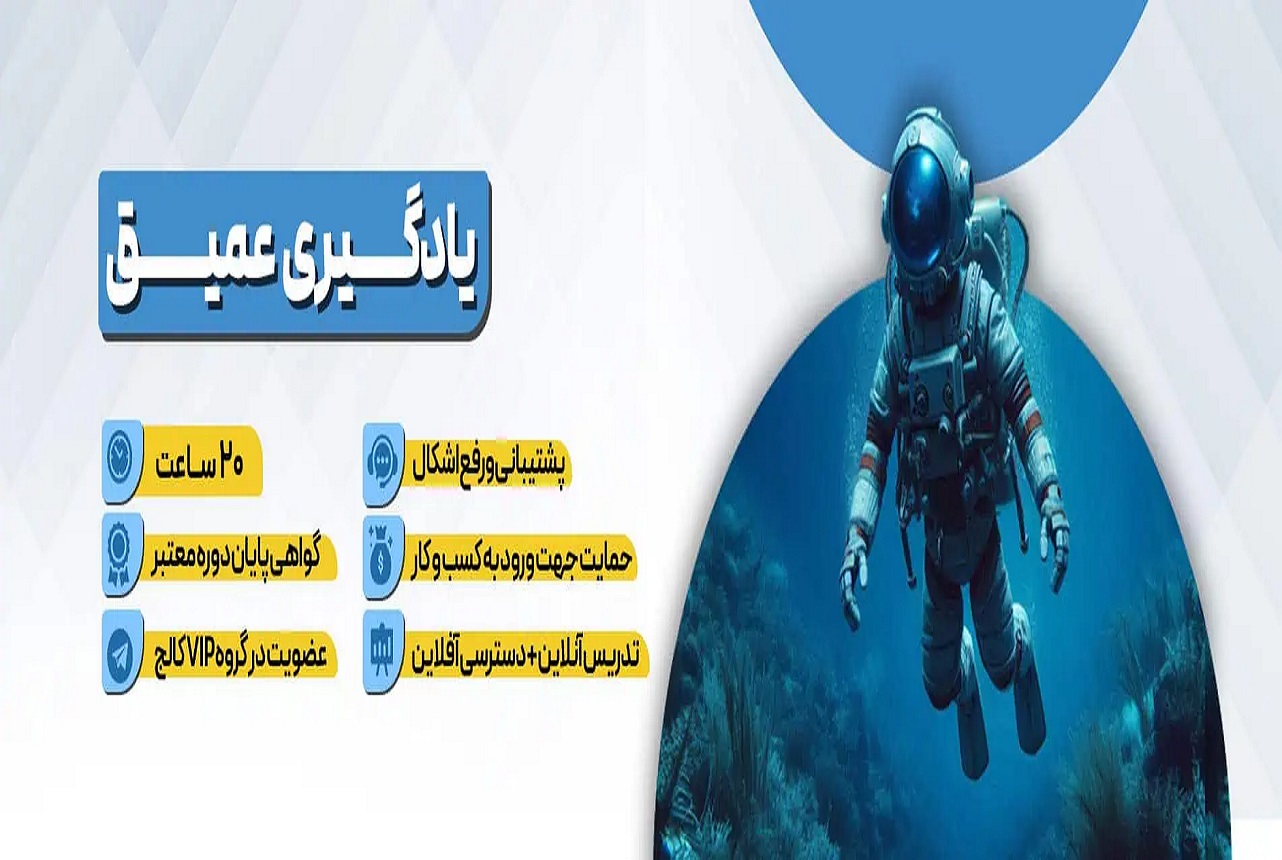 یادگیری عمیق
پشتیبانی و رفع اشکال
۲۰ ساعت
حمایت جهت ورود به کسب و کار
گواهی پایان دوره معتبر
تدریس آنلاین + دسترسی آفلاین
عضویت در گروه VIP کالج